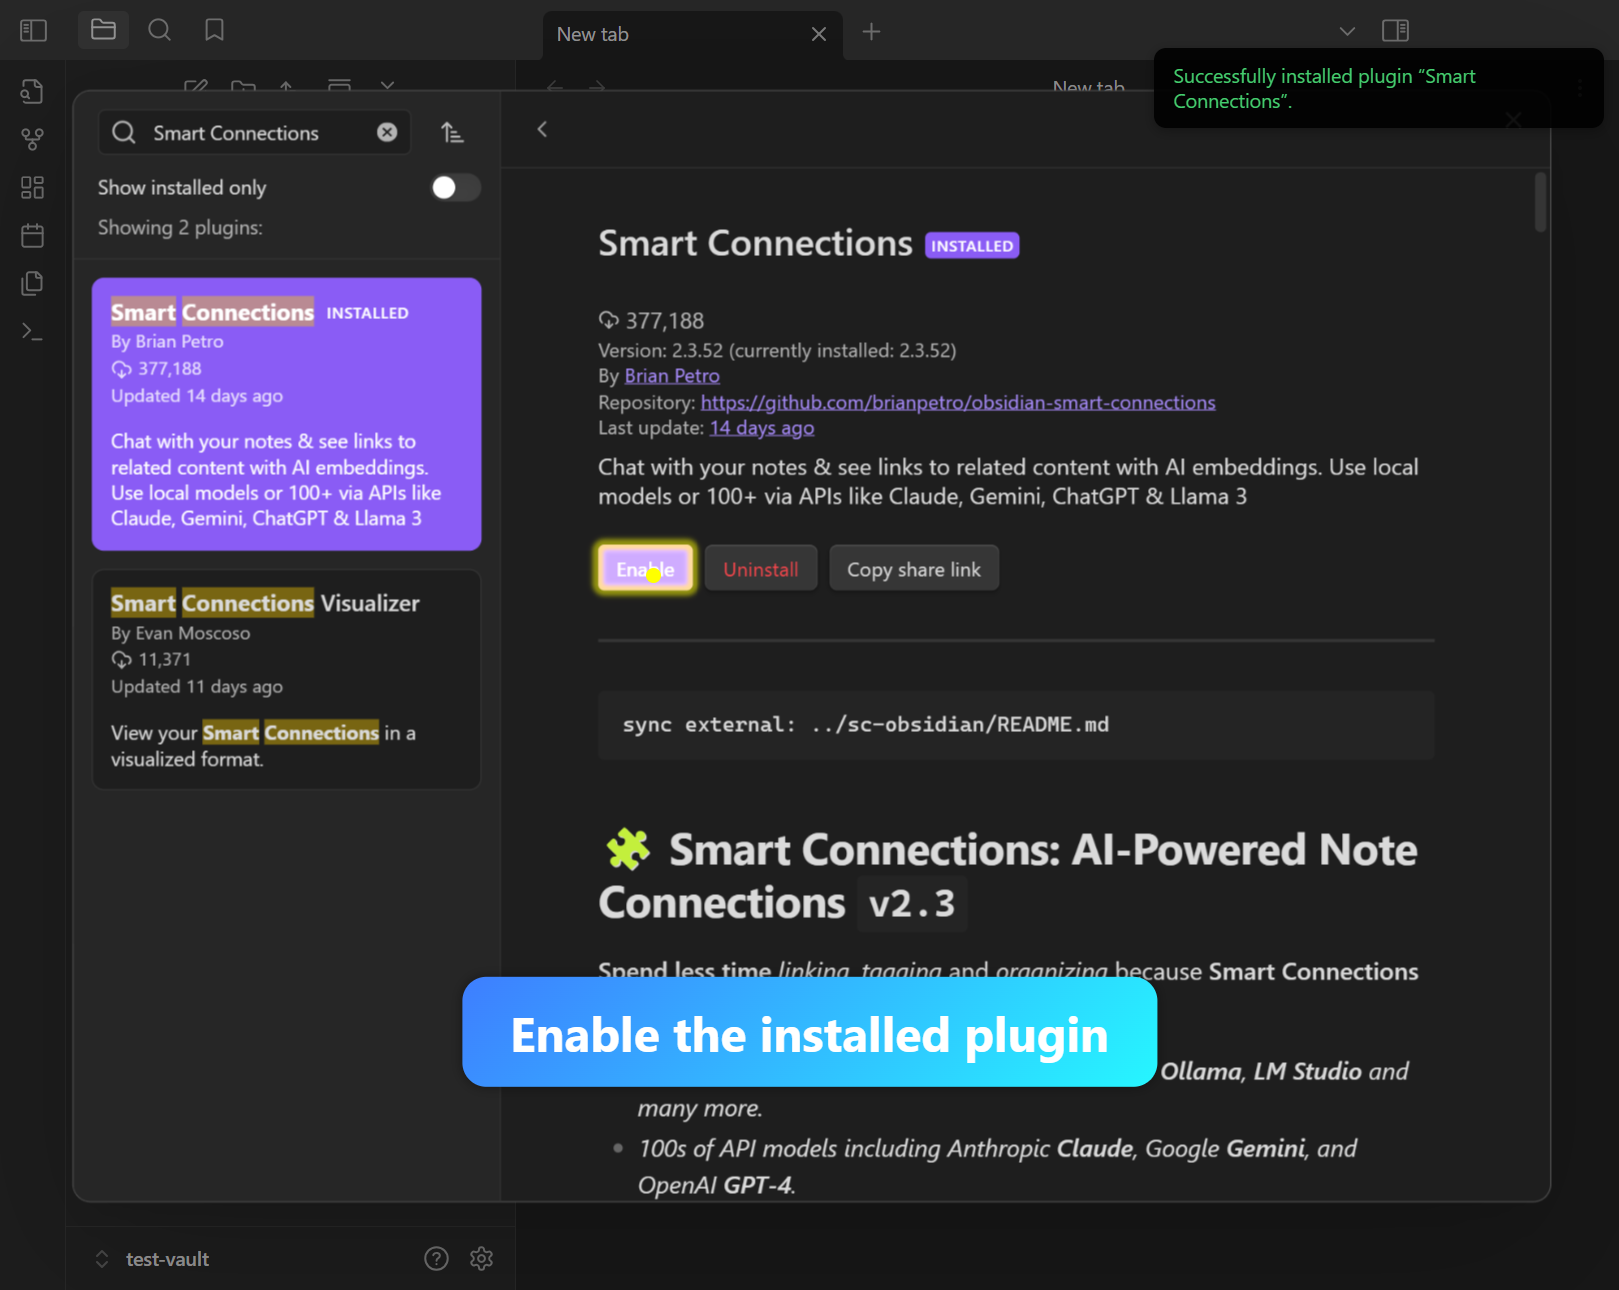 New tab
New tab
Successfully installed plugin “Smart
Connections”.
Smart Connections
Show installed only
Showing 2 plugins:
Smart Connections INSTALLED
By Brian Petro
377,188
Updated 14 days ago
Chat with your notes & see links to
related content with AI embeddings.
Use local models or 100+ via APIs like
Claude, Gemini, ChatGPT & Llama 3
Smart Connections Visualizer
By Evan Moscoso
11,371
Updated 11 days ago
View your Smart Connections in a
visualized format.
Smart Connections INSTALLED
377,188
Version: 2.3.52 (currently installed: 2.3.52)
By Brian Petro
Repository: https://github.com/brianpetro/obsidian-smart-connections
Last update: 14 days ago
Chat with your notes & see links to related content with AI embeddings. Use local
models or 100+ via APIs like Claude, Gemini, ChatGPT & Llama 3
Enable Uninstall Copy share link
sync external: ../sc-obsidian/README.md
Smart Connections: AI-Powered Note
Connections v2.3
Spend less time linking, tagging and organizing because Smart Connections
Enable the installed plugin
Ollama, LM Studio and
many more.
100s of API models including Anthropic Claude, Google Gemini, and
OpenAI GPT-4.
test-vault